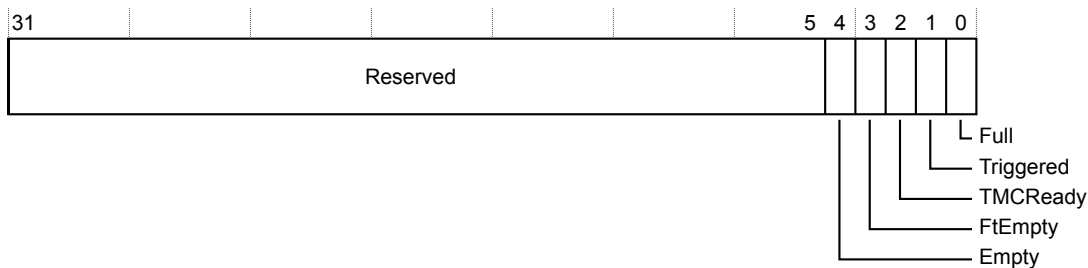 31 5 4 3 2 1 0
Reserved
Full
Triggered
TMCReady
FtEmpty
Empty